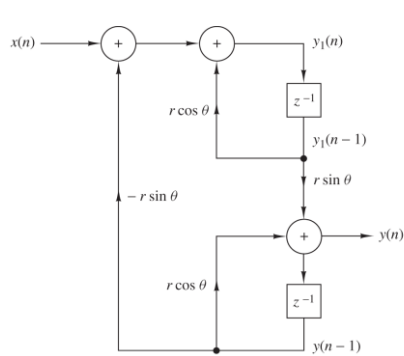 x(n)
+
+
y₁(n)
z⁻¹
r cos θ
y₁(n − 1)
r sin θ
− r sin θ
+
y(n)
r cos θ
z⁻¹
y(n − 1)